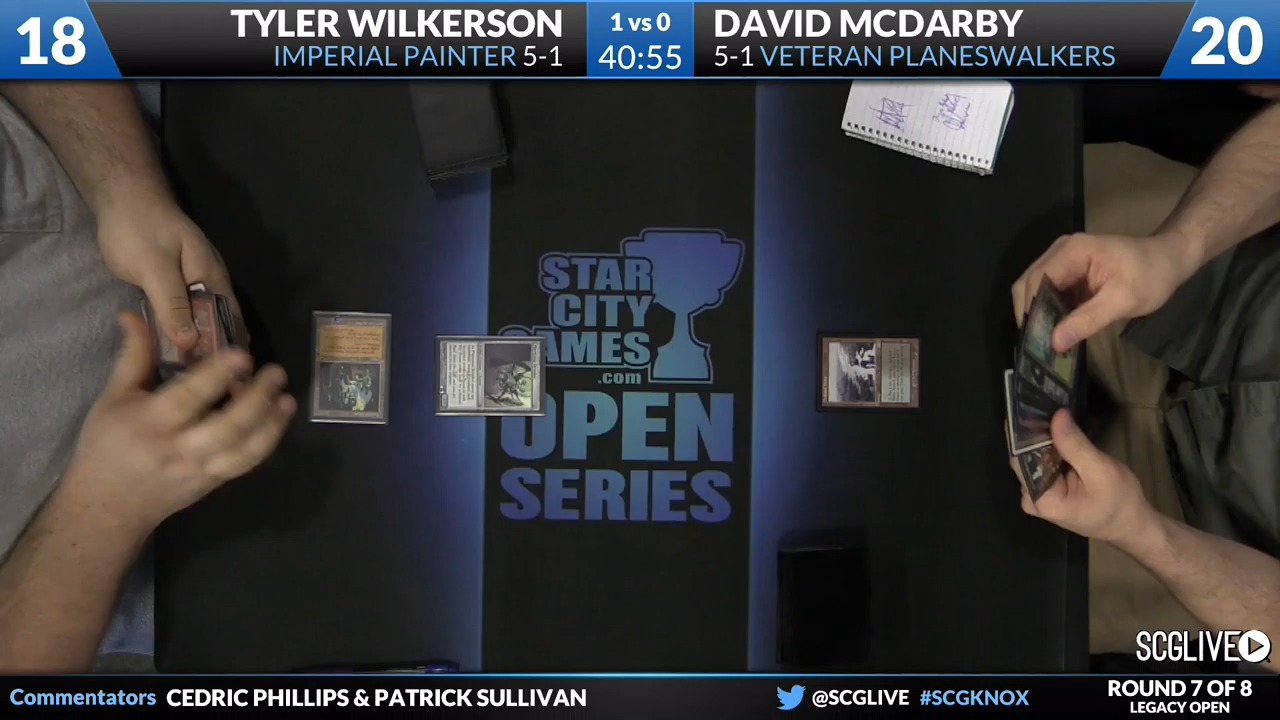 18
TYLER WILKERSON
IMPERIAL PAINTER 5-1
1 vs 0
40:55
DAVID MCDARBY
5-1 VETERAN PLANESWALKERS
20
STAR
CITY
GAMES
.com
OPEN
SERIES
SCGLIVE
Commentators CEDRIC PHILLIPS & PATRICK SULLIVAN
@SCGLIVE #SCGKNOX
ROUND 7 OF 8
LEGACY OPEN